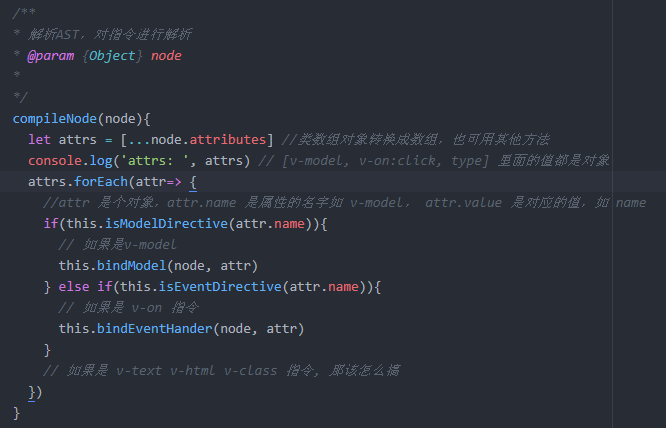 /**
* 解析AST，对指令进行解析
* @param {Object} node
*
*/
compileNode(node){
let attrs = [...node.attributes] //类数组对象转换成数组，也可用其他方法
console.log('attrs: ', attrs) // [v-model, v-on:click, type] 里面的值都是对象
attrs.forEach(attr=> {
//attr 是个对象，attr.name 是属性的名字如 v-model， attr.value 是对应的值，如 name
if(this.isModelDirective(attr.name)){
// 如果是v-model
this.bindModel(node, attr)
} else if(this.isEventDirective(attr.name)){
// 如果是 v-on 指令
this.bindEventHander(node, attr)
}
// 如果是 v-text v-html v-class 指令, 那该怎么搞
})
}